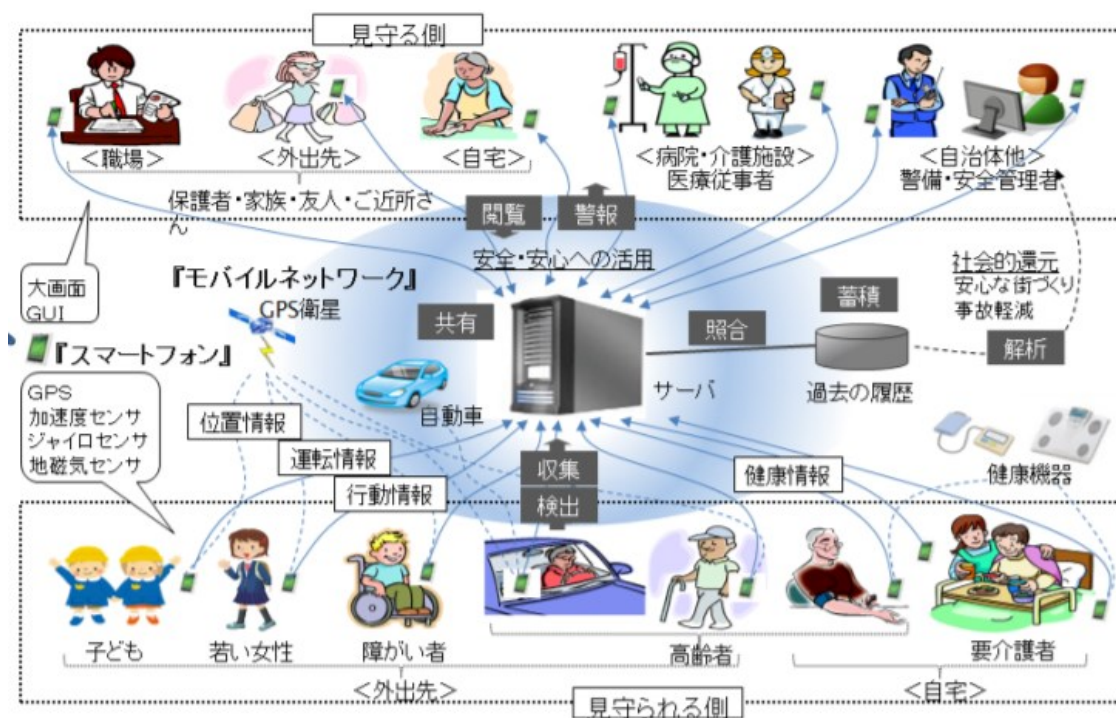 見守る側
＜職場＞
＜外出先＞
＜自宅＞
＜病院・介護施設＞
医療従事者
＜自治体他＞
警備・安全管理者
保護者・家族・友人・ご近所さ
ん
閲覧
警報
安全・安心への活用
大画面
GUI
『モバイルネットワーク』
GPS衛星
共有
照合
蓄積
社会的還元
安心な街づくり
事故軽減
解析
『スマートフォン』
サーバ
過去の履歴
GPS
加速度センサ
ジャイロセンサ
地磁気センサ
自動車
位置情報
運転情報
行動情報
収集
検出
健康情報
健康機器
子ども
若い女性
障がい者
高齢者
要介護者
＜外出先＞
＜自宅＞
見守られる側